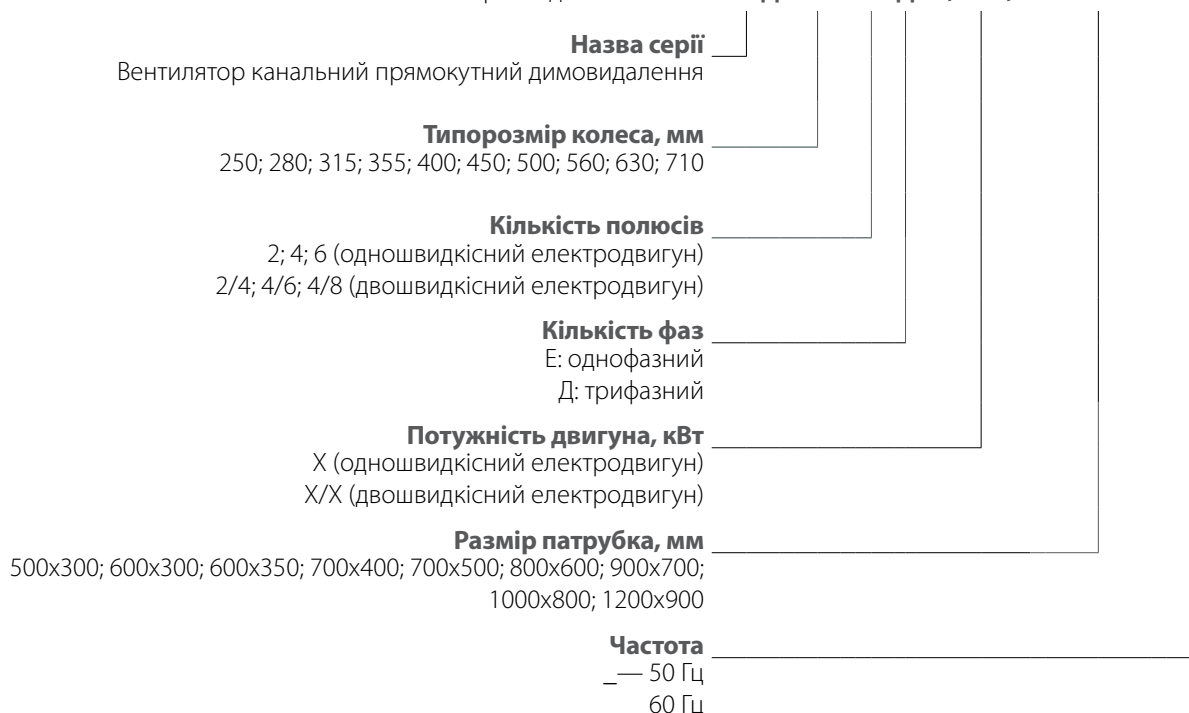 Назва серії
Вентилятор канальний прямокутний димовидалення
Типорозмір колеса, мм
250; 280; 315; 355; 400; 450; 500; 560; 630; 710
Кількість полюсів
2; 4; 6 (одношвидкісний електродвигун)
2/4; 4/6; 4/8 (двошвидкісний електродвигун)
Кількість фаз
Е: однофазний
Д: трифазний
Потужність двигуна, кВт
Х (одношвидкісний електродвигун)
Х/Х (двошвидкісний електродвигун)
Размір патрубка, мм
500x300; 600x300; 600x350; 700x400; 700x500; 800x600; 900x700;
1000x800; 1200x900
Частота
_— 50 Гц
60 Гц